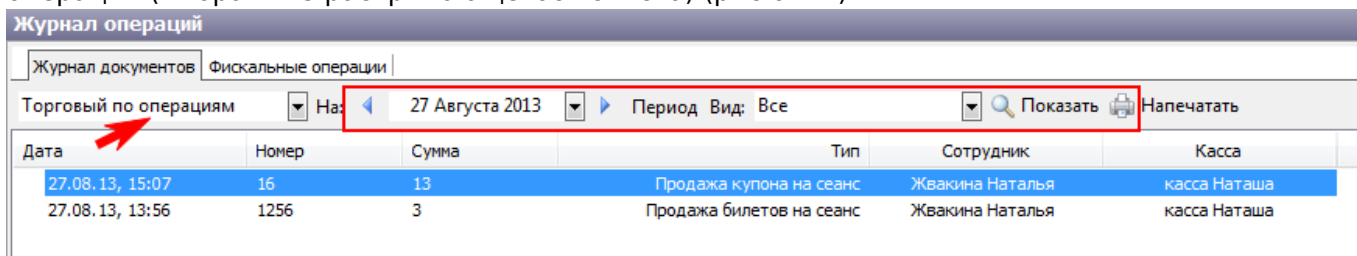 Журнал операций
Журнал документов Фискальные операции
Торговый по операциям На: 27 Августа 2013 Период Вид: Все Показать Напечатать
Дата Номер Сумма Тип Сотрудник Касса
27.08.13, 15:07 16 13 Продажа купона на сеанс Жвакина Наталья касса Наташа
27.08.13, 13:56 1256 3 Продажа билетов на сеанс Жвакина Наталья касса Наташа